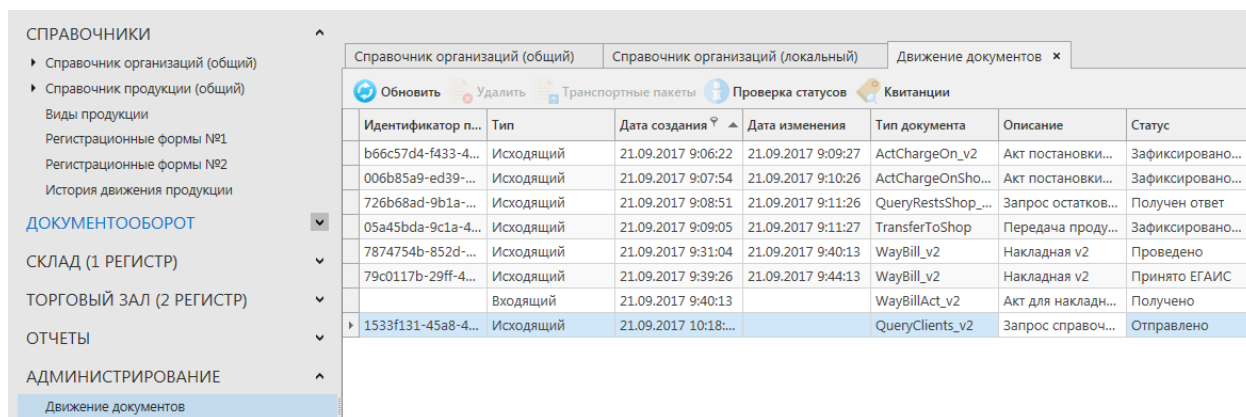 СПРАВОЧНИКИ
Справочник организаций (общий)
Справочник продукции (общий)
Виды продукции
Регистрационные формы №1
Регистрационные формы №2
История движения продукции
ДОКУМЕНТООБОРОТ
СКЛАД (1 РЕГИСТР)
ТОРГОВЫЙ ЗАЛ (2 РЕГИСТР)
ОТЧЕТЫ
АДМИНИСТРИРОВАНИЕ
Движение документов
Справочник организаций (общий) Справочник организаций (локальный) Движение документов ×
Обновить Удалить Транспортные пакеты Проверка статусов Квитанции
Идентификатор п... Тип Дата создания Дата изменения Тип документа Описание Статус
b66c57d4-f433-4... Исходящий 21.09.2017 9:06:22 21.09.2017 9:09:27 ActChargeOn_v2 Акт постановки... Зафиксировано...
006b85a9-ed39-... Исходящий 21.09.2017 9:07:54 21.09.2017 9:10:26 ActChargeOnSho... Акт постановки... Зафиксировано...
726b68ad-9b1a-... Исходящий 21.09.2017 9:08:51 21.09.2017 9:11:26 QueryRestsShop_... Запрос остатков... Получен ответ
05a45bda-9c1a-4... Исходящий 21.09.2017 9:09:05 21.09.2017 9:11:27 TransferToShop Передача проду... Зафиксировано...
7874754b-852d-... Исходящий 21.09.2017 9:31:04 21.09.2017 9:40:13 WayBill_v2 Накладная v2 Проведено
79c0117b-29ff-4... Исходящий 21.09.2017 9:39:26 21.09.2017 9:44:13 WayBill_v2 Накладная v2 Принято ЕГАИС
Входящий 21.09.2017 9:40:13 WayBillAct_v2 Акт для накладн... Получено
1533f131-45a8-4... Исходящий 21.09.2017 10:18:... QueryClients_v2 Запрос справоч... Отправлено